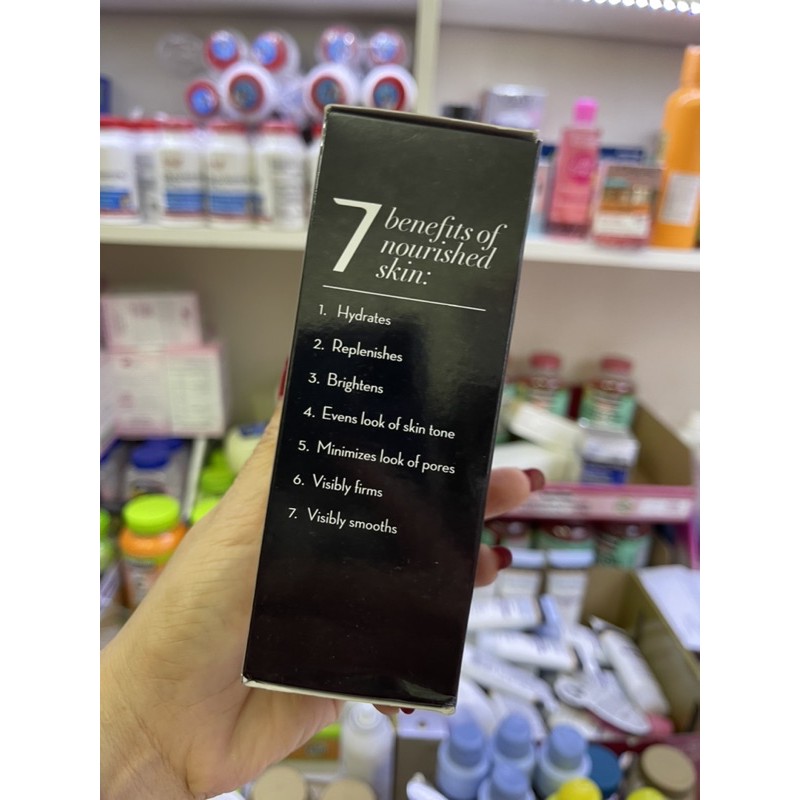 7 benefits of
nourished
skin:
1. Hydrates
2. Replenishes
3. Brightens
4. Evens look of skin tone
5. Minimizes look of pores
6. Visibly firms
7. Visibly smooths